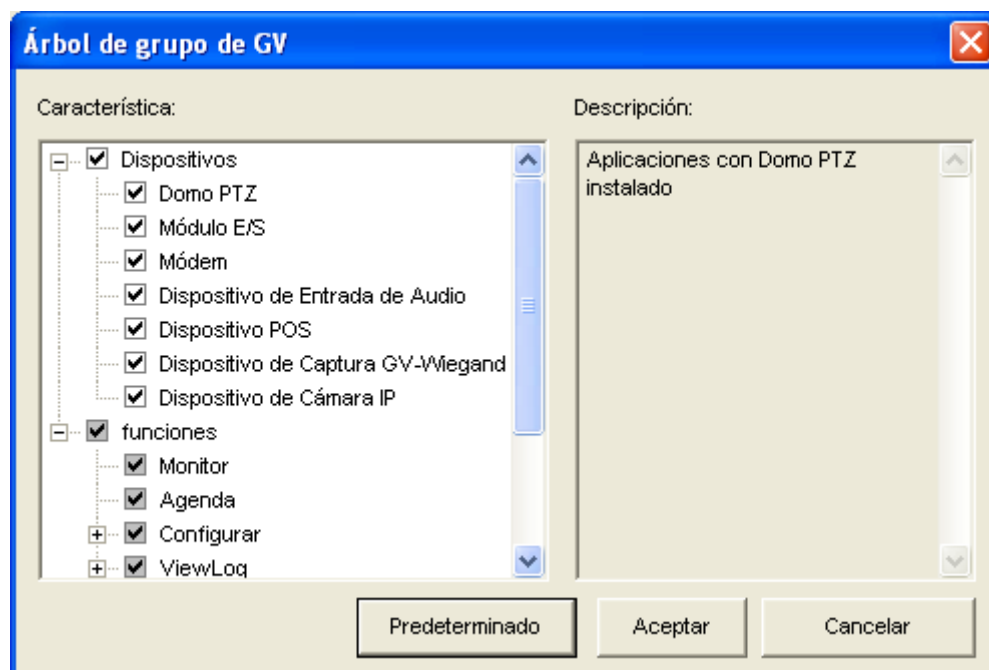 Árbol de grupo de GV
Característica:
Descripción:
Dispositivos
Domo PTZ
Módulo E/S
Módem
Dispositivo de Entrada de Audio
Dispositivo POS
Dispositivo de Captura GV-Wiegand
Dispositivo de Cámara IP
funciones
Monitor
Agenda
Configurar
ViewLog
Aplicaciones con Domo PTZ
instalado
Predeterminado
Aceptar
Cancelar